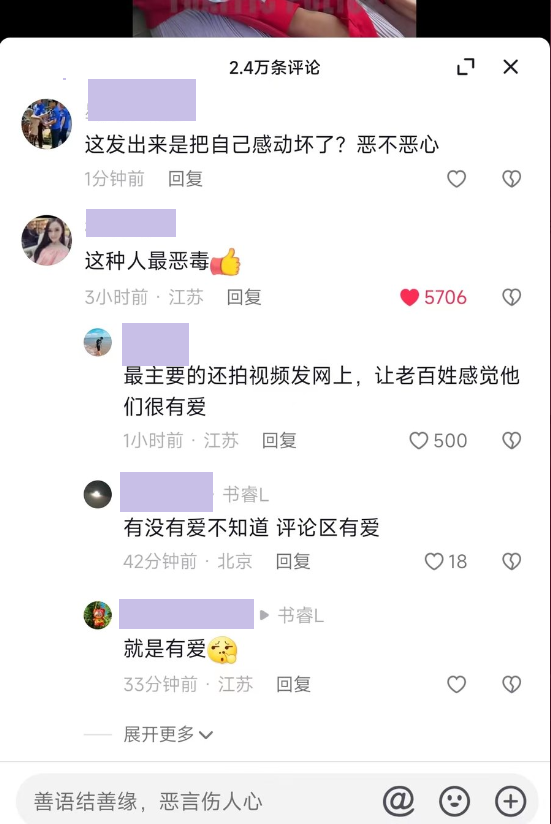 2.4万条评论
这发出来是把自己感动坏了？恶不恶心
1分钟前 回复
这种人最恶毒
3小时前 · 江苏 回复 5706
最主要的还拍视频发网上，让老百姓感觉他
们很有爱
1小时前 · 江苏 回复 500
书睿L
有没有爱不知道 评论区有爱
42分钟前 · 北京 回复 18
书睿L
就是有爱
33分钟前 · 江苏 回复
展开更多
善语结善缘，恶言伤人心